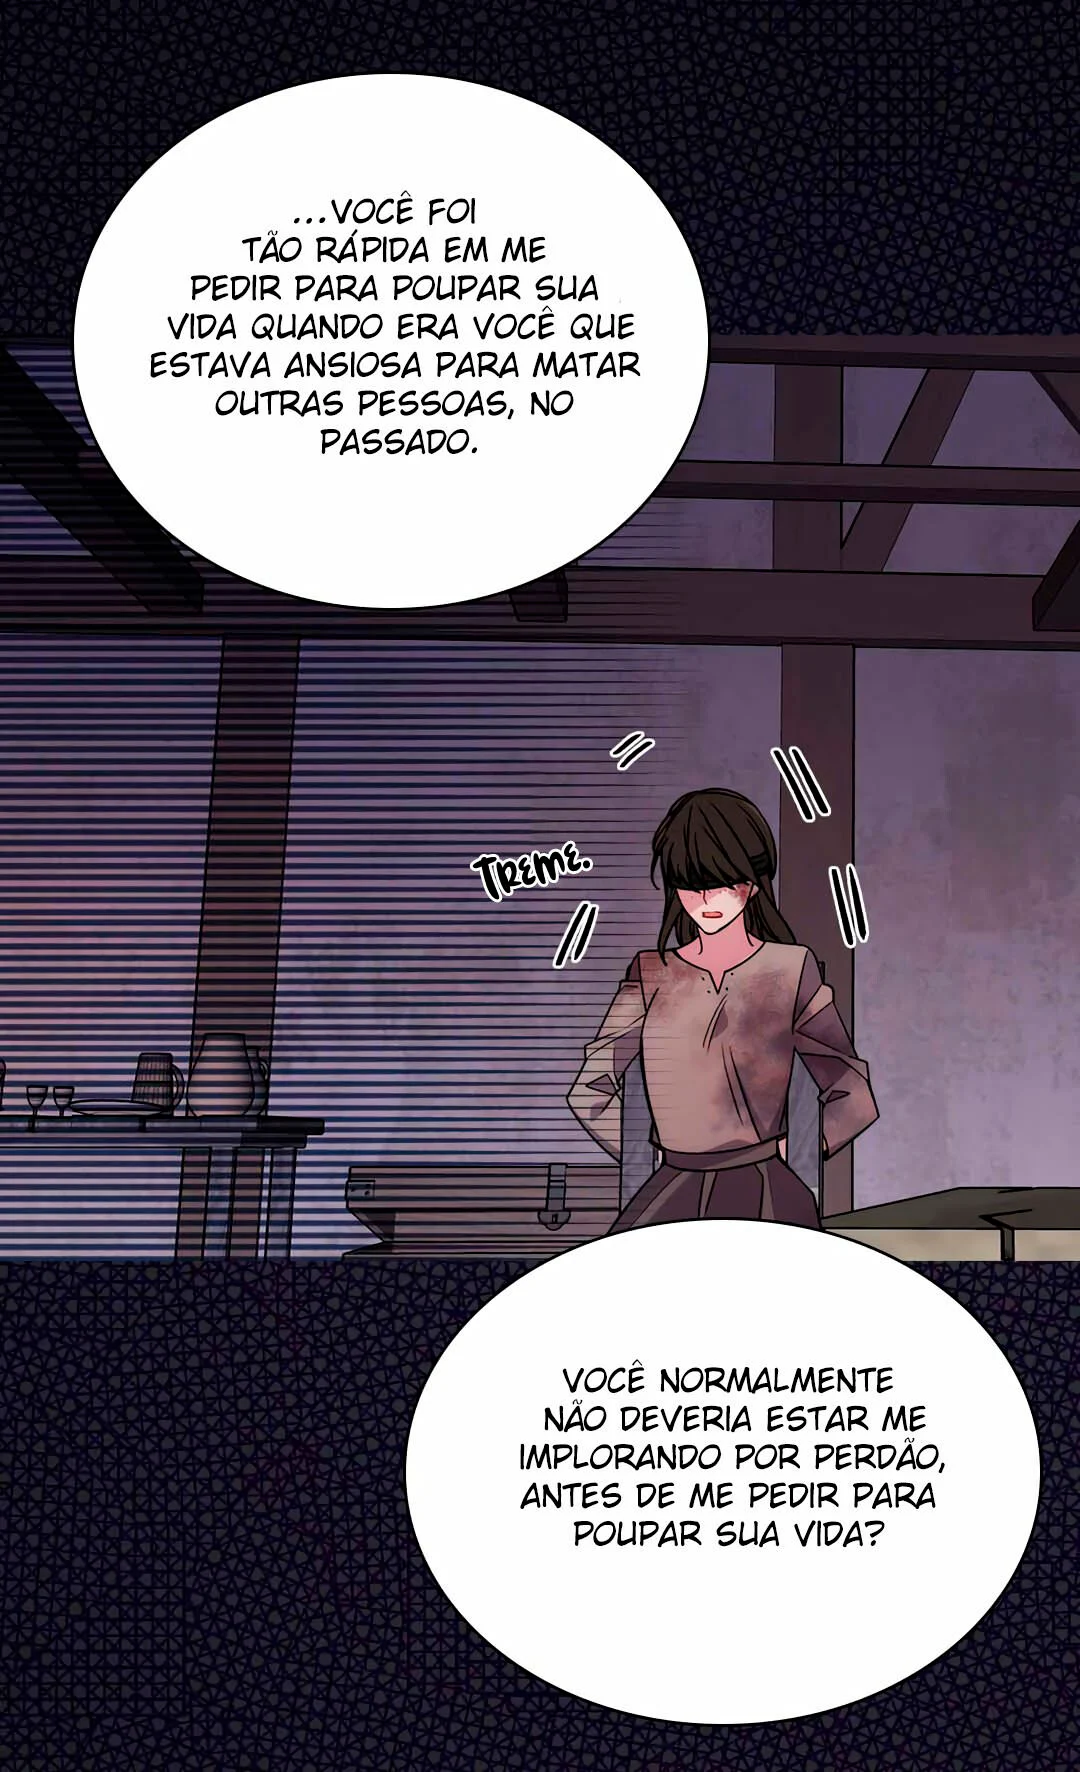 ...VOCÊ FOI
TÃO RÁPIDA EM ME
PEDIR PARA POUPAR SUA
VIDA QUANDO ERA VOCÊ QUE
ESTAVA ANSIOSA PARA MATAR
OUTRAS PESSOAS, NO
PASSADO.
TREME.
VOCÊ NORMALMENTE
NÃO DEVERIA ESTAR ME
IMPLORANDO POR PERDÃO,
ANTES DE ME PEDIR PARA
POUPAR SUA VIDA?